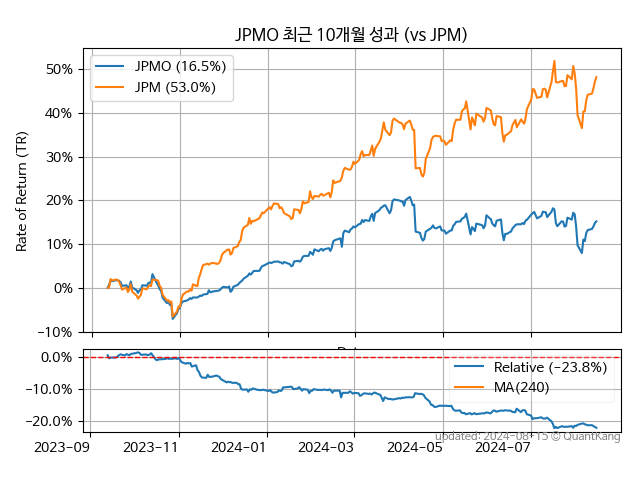 JPMO 최근 10개월 성과 (vs JPM)
JPMO (16.5%)
JPM (53.0%)
50%
40%
30%
20%
10%
0%
−10%
Rate of Return (TR)
0.0%
−10.0%
−20.0%
Relative (−23.8%)
MA(240)
2023−09
2023−11
2024−01
2024−03
2024−05
2024−07
updated: 2024−08−15 © QuantKang